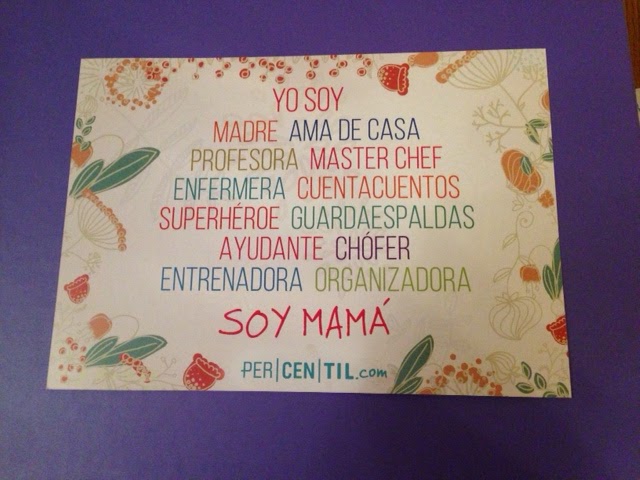 YO SOY
MADRE AMA DE CASA
PROFESORA MASTER CHEF
ENFERMERA CUENTACUENTOS
SUPERHÉROE GUARDAESPALDAS
AYUDANTE CHÓFER
ENTRENADORA ORGANIZADORA
SOY MAMÁ
PER|CEN|TIL.com